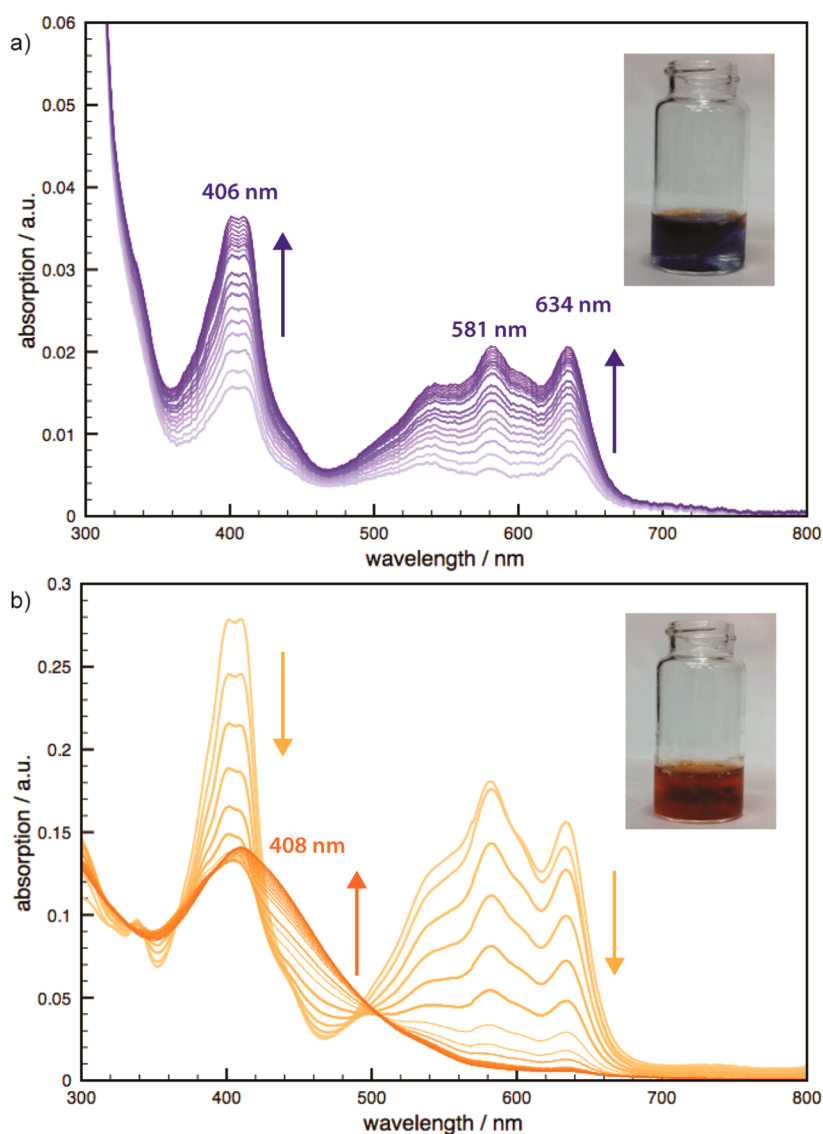 a)
0.06
0.05
0.04
0.03
0.02
0.01
0
absorption / a.u.
406 nm
581 nm
634 nm
300 400 500 600 700 800
wavelength / nm
b)
0.3
0.25
0.2
0.15
0.1
0.05
0
absorption / a.u.
408 nm
300 400 500 600 700 800
wavelength / nm